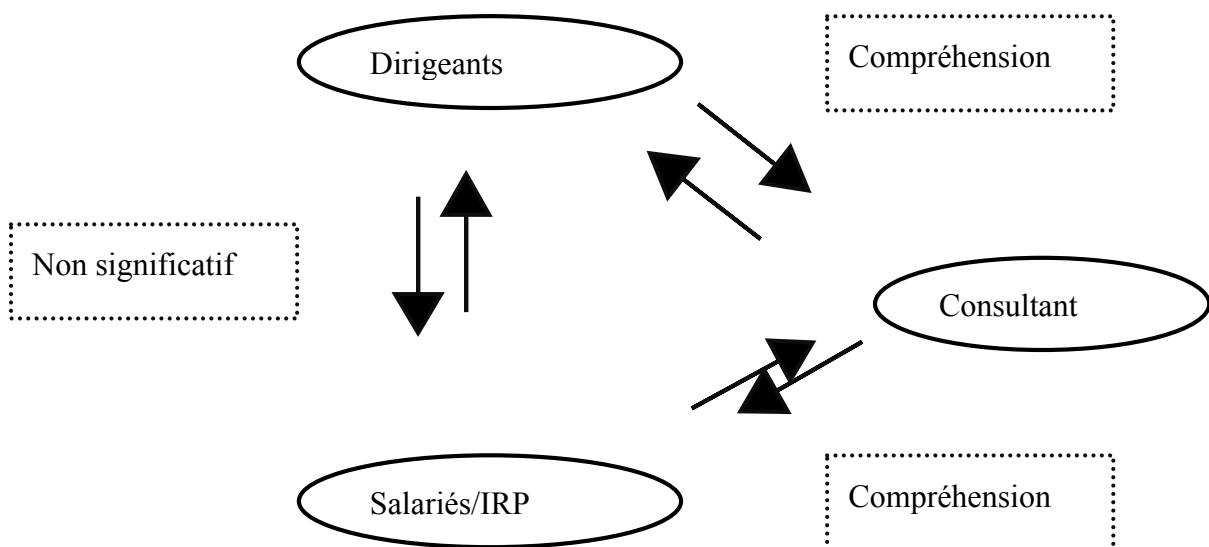 Dirigeants
Compréhension
Non significatif
Consultant
Salariés/IRP
Compréhension